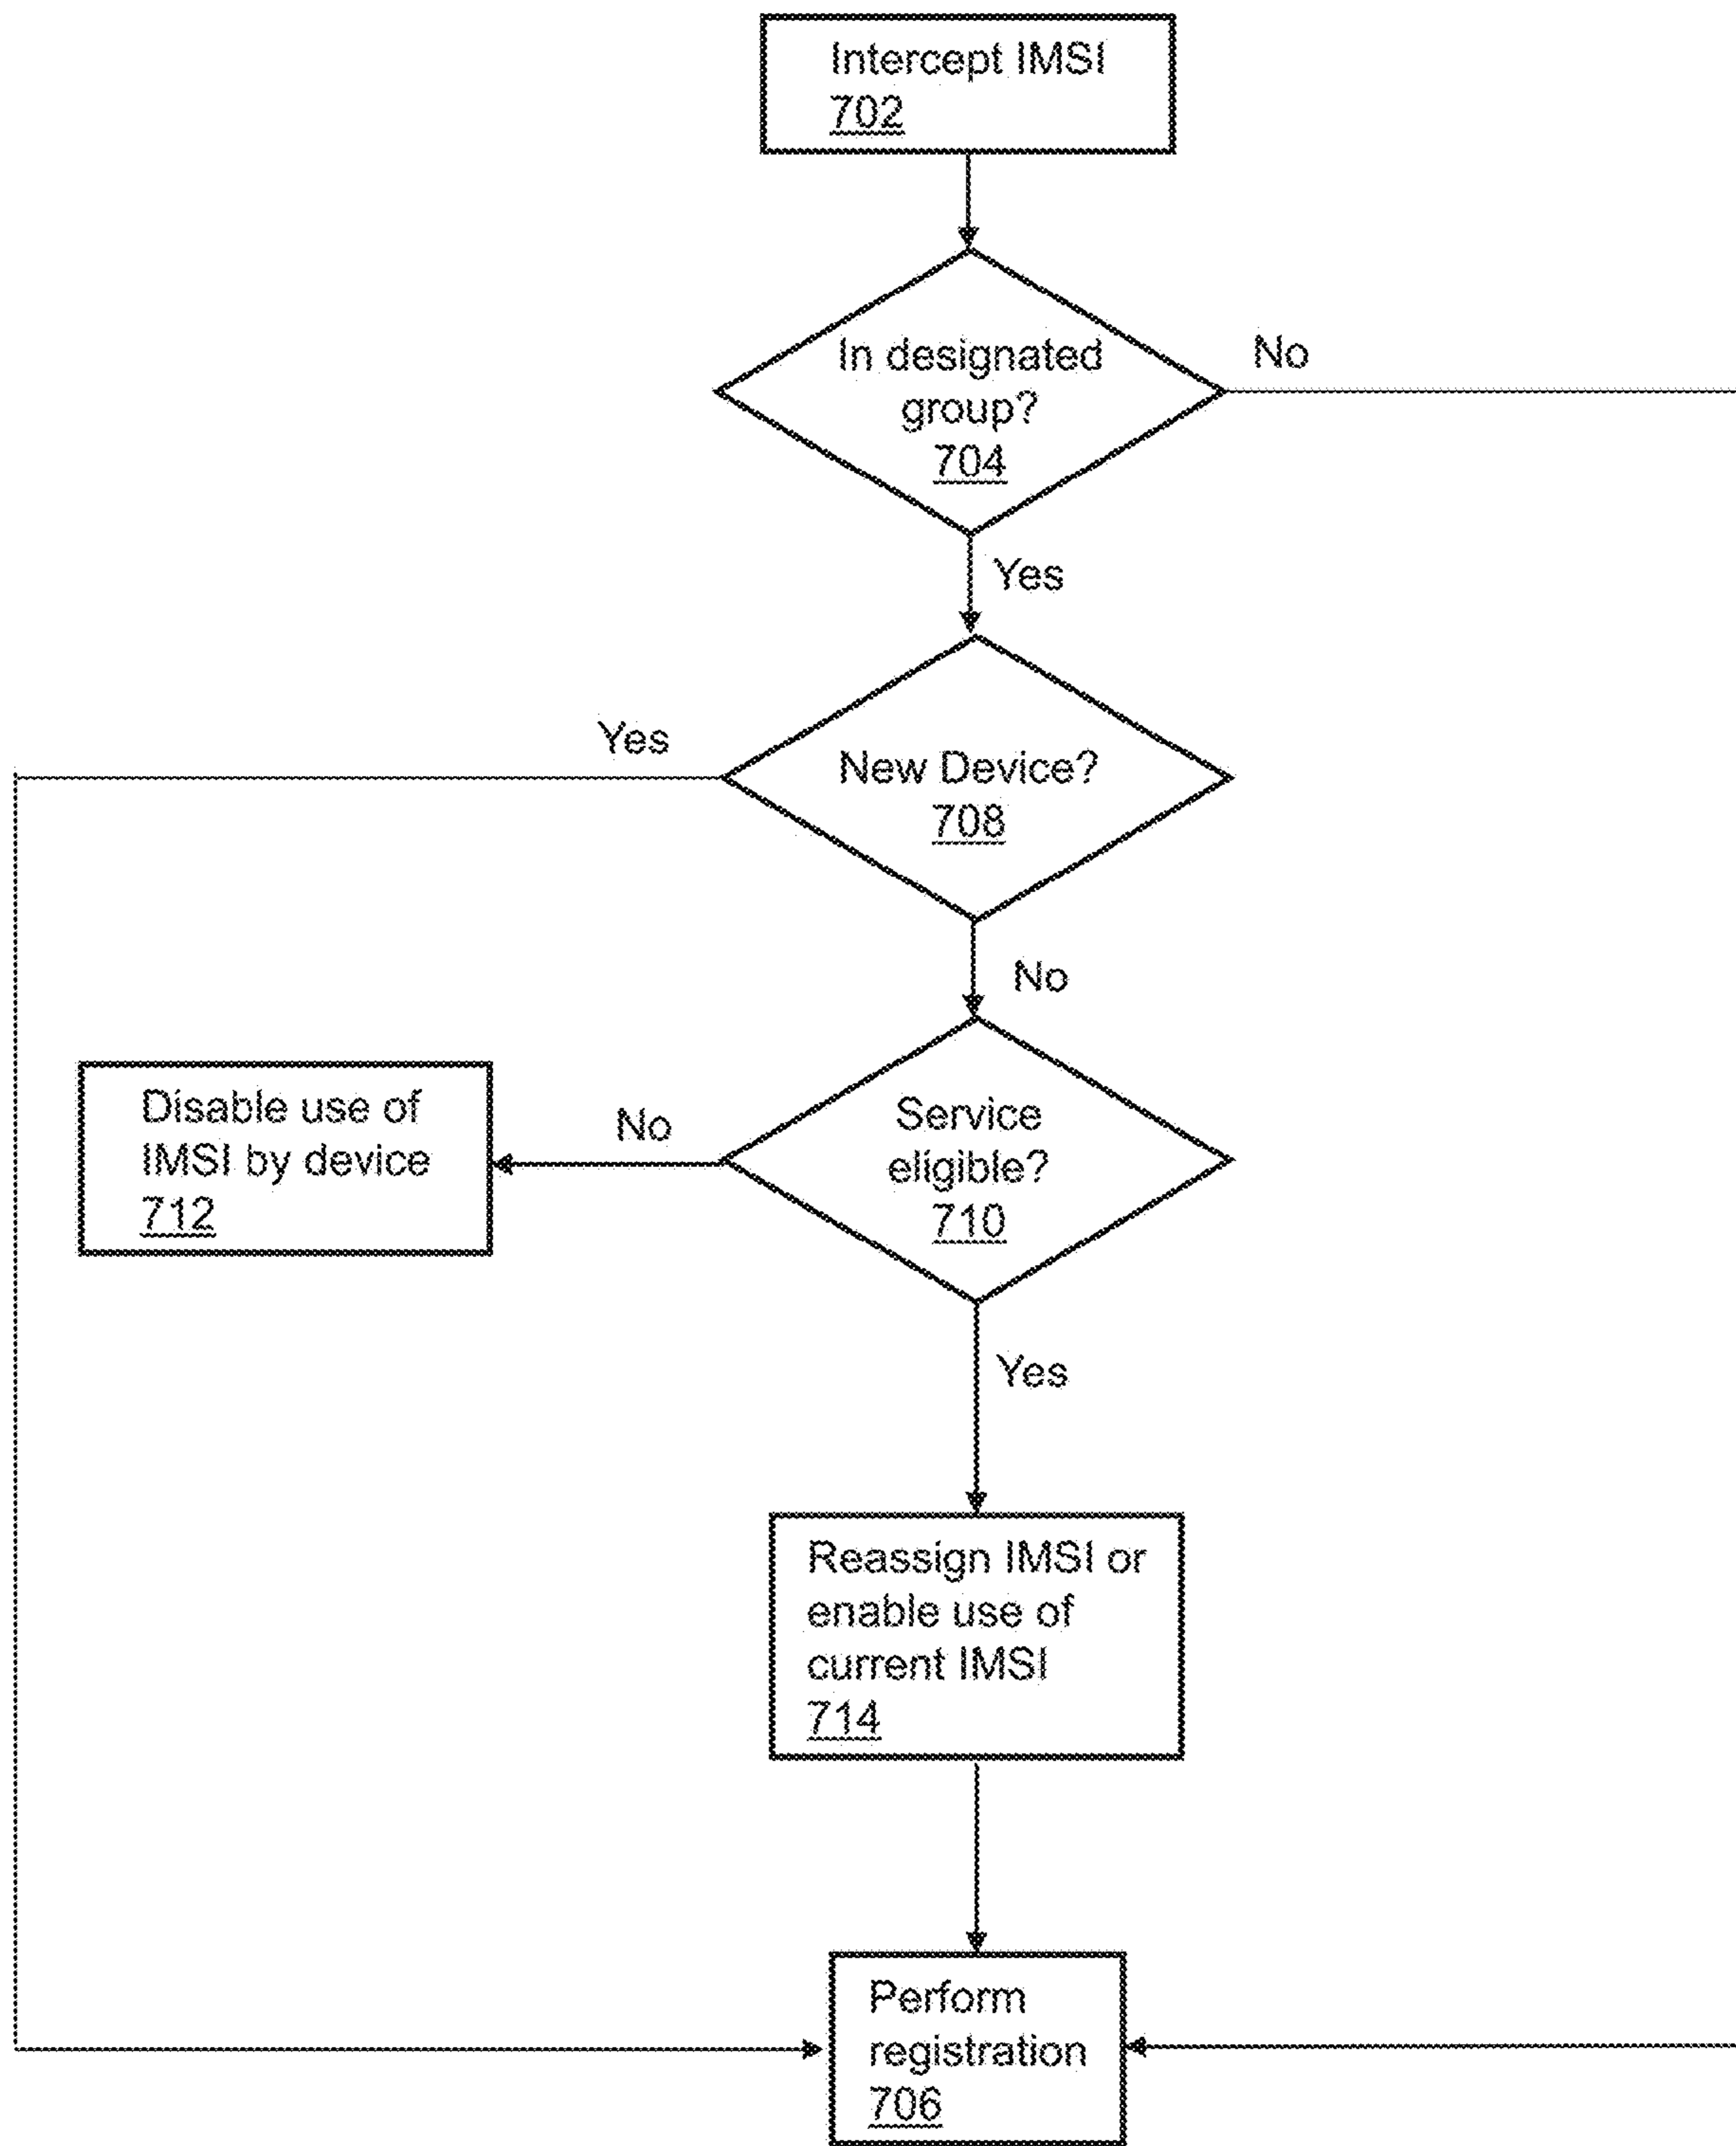 Intercept IMSI
702
In designated
group?
704
No
Yes
New Device?
708
Yes
No
Service
eligible?
710
No
Disable use of
IMSI by device
712
Yes
Reassign IMSI or
enable use of
current IMSI
714
Perform
registration
706